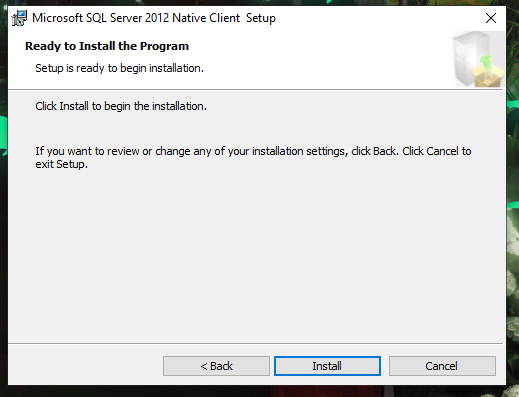 Microsoft SQL Server 2012 Native Client  Setup
Ready to Install the Program
Setup is ready to begin installation.
Click Install to begin the installation.
If you want to review or change any of your installation settings, click Back. Click Cancel to
exit Setup.
< Back
Install
Cancel